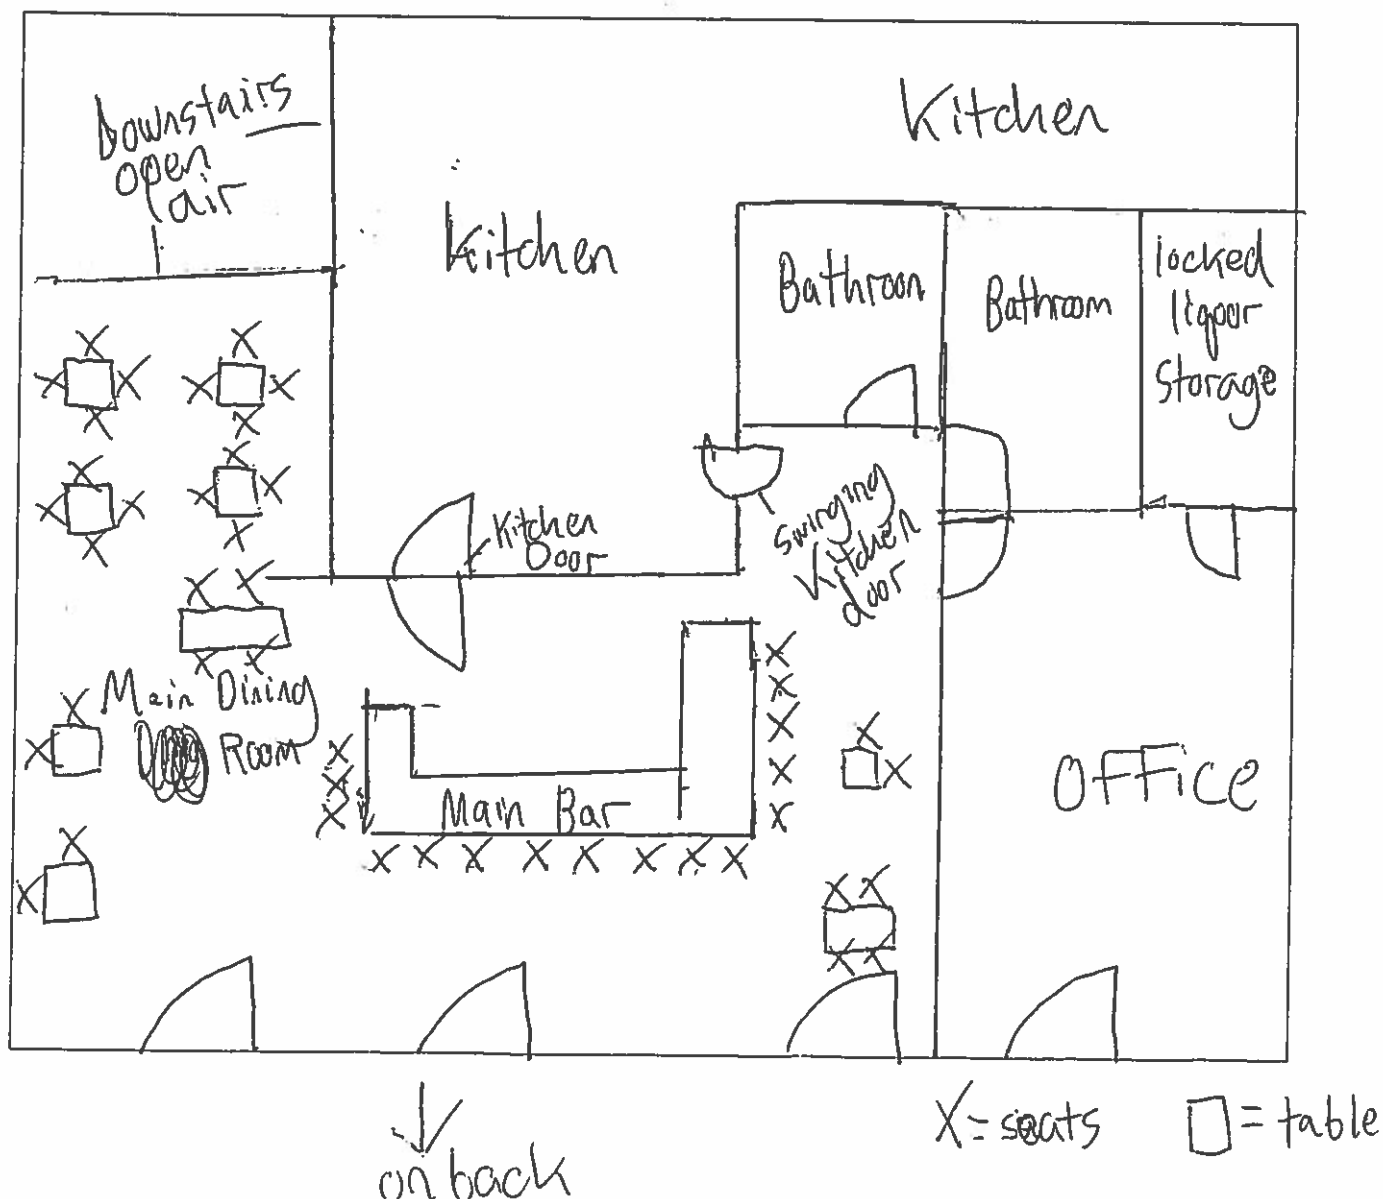 Downstairs
open
air
Kitchen
Kitchen
Bathroom
Bathroom
locked
liquor
storage
Kitchen
Door
swinging
Kitchen
door
Main Dining
Room
Main Bar
OFFice
X = seats
= table
on back